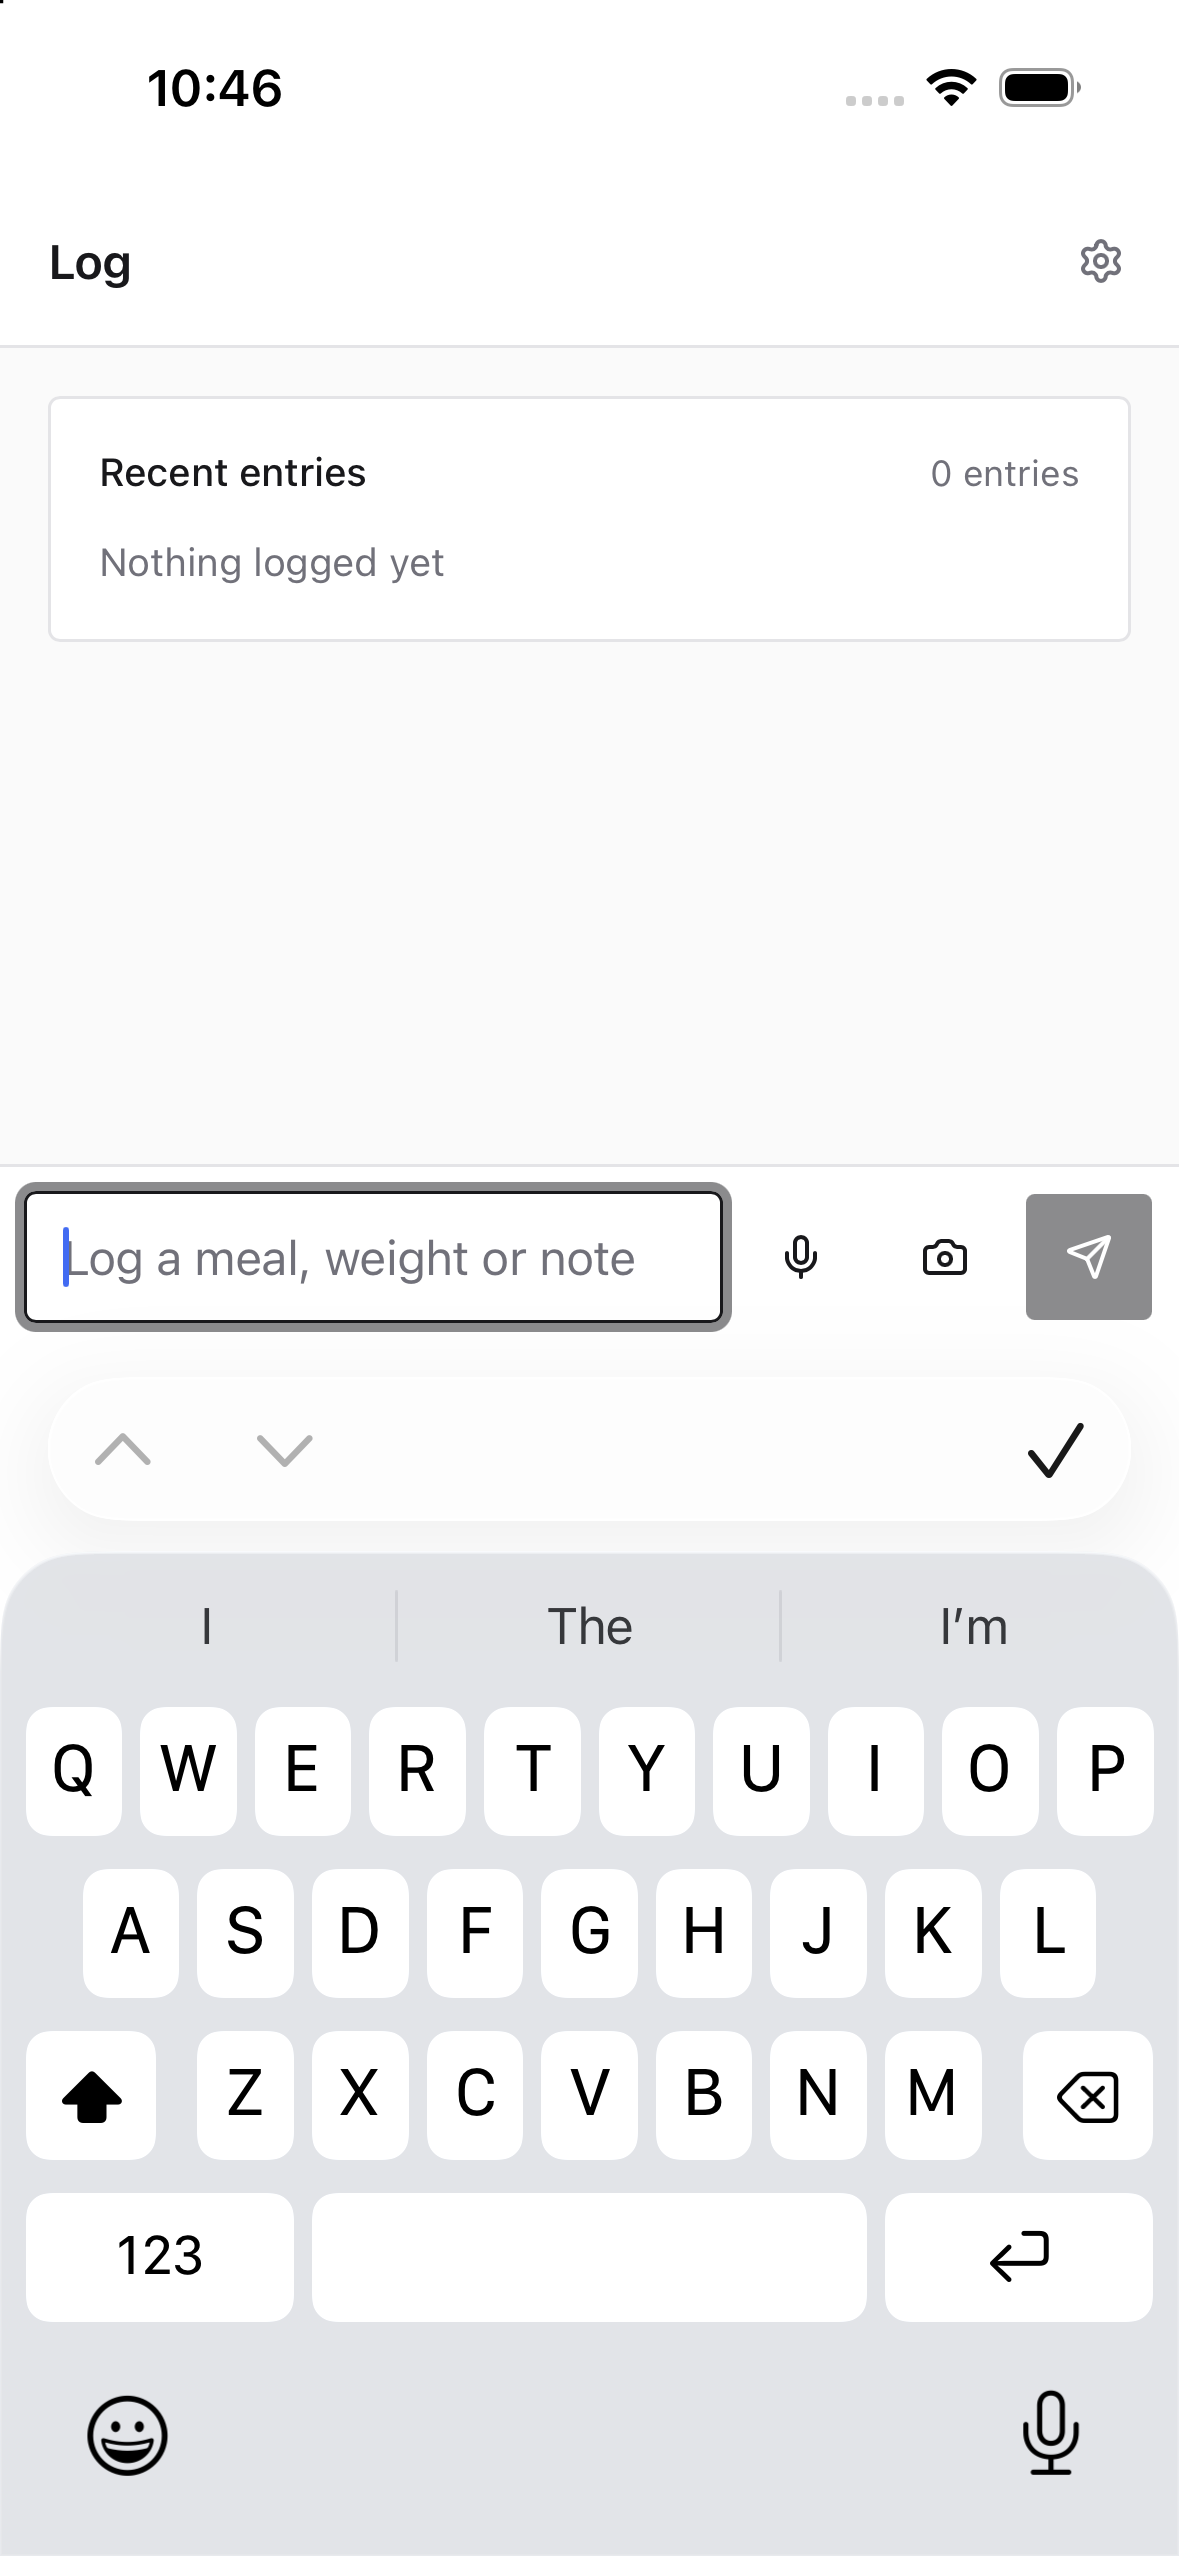 10:46
Log
Recent entries
0 entries
Nothing logged yet
Log a meal, weight or note
I
The
I’m
Q W E R T Y U I O P
A S D F G H J K L
Z X C V B N M
123